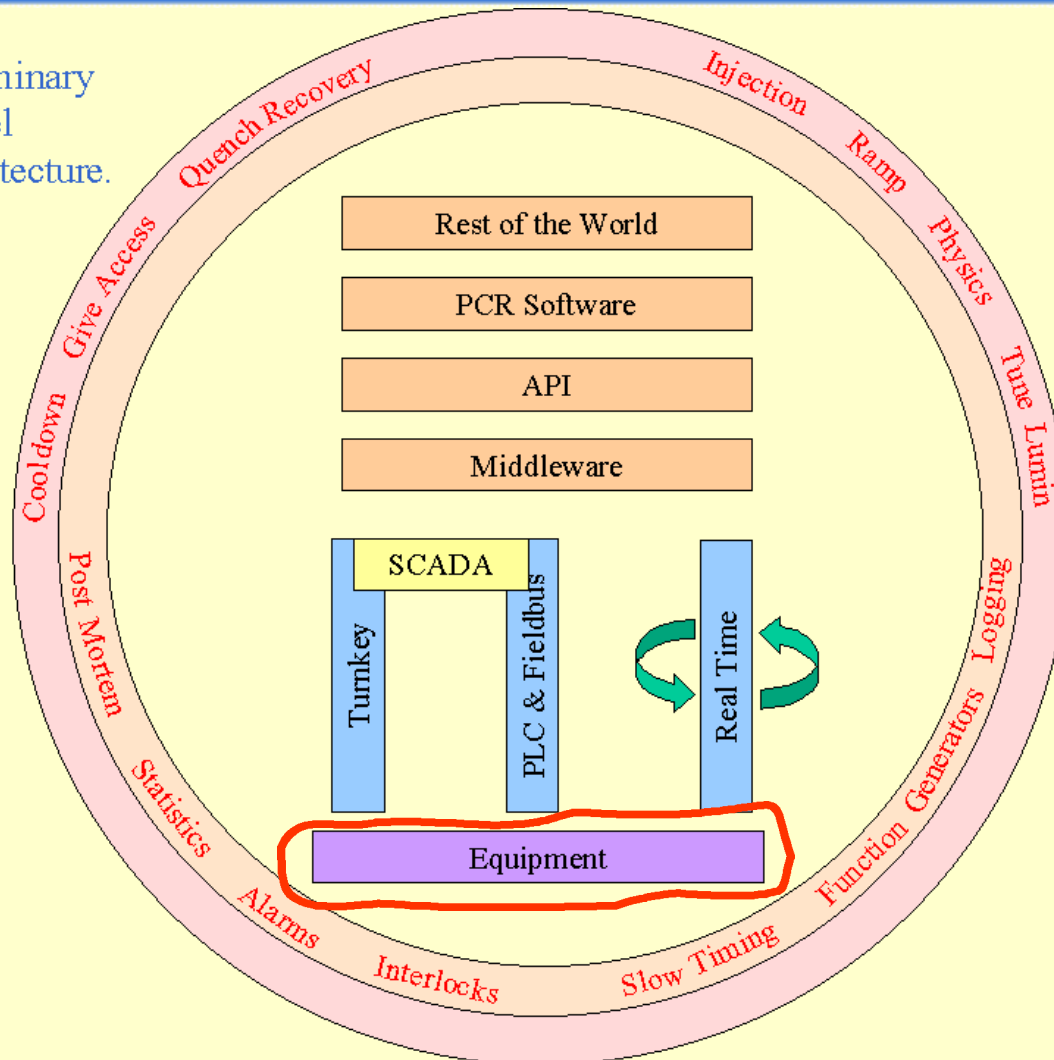 Quench Recovery
Injection
Ramp
Physics
Tune Lumin
Give Access
Cooldown
Rest of the World
PCR Software
API
Middleware
SCADA
Turnkey
PLC & Fieldbus
Real Time
Equipment
Post Mortem
Statistics
Alarms
Interlocks
Slow Timing
Function Generators
Logging